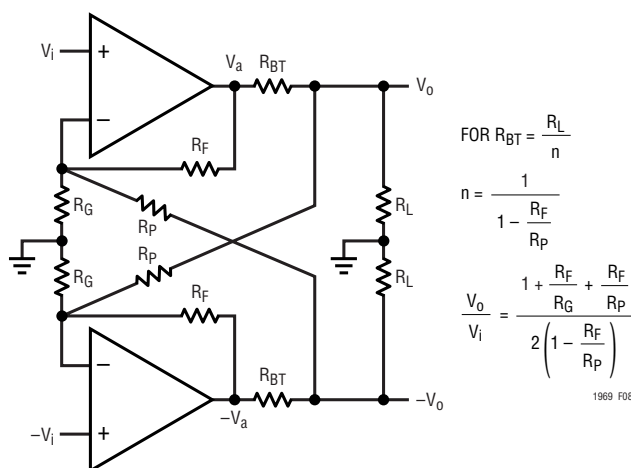 Vi
+
Va
RBT
Vo
−
RF
RG
RP
RL
RP
RG
RL
RF
−
RBT
−Vo
−Va
−Vi
+
FOR RBT = RL / n
n = 1 / (1 − RF / RP)
Vo / Vi = (1 + RF / RG + RF / RP) / (2(1 − RF / RP))
1969 F08